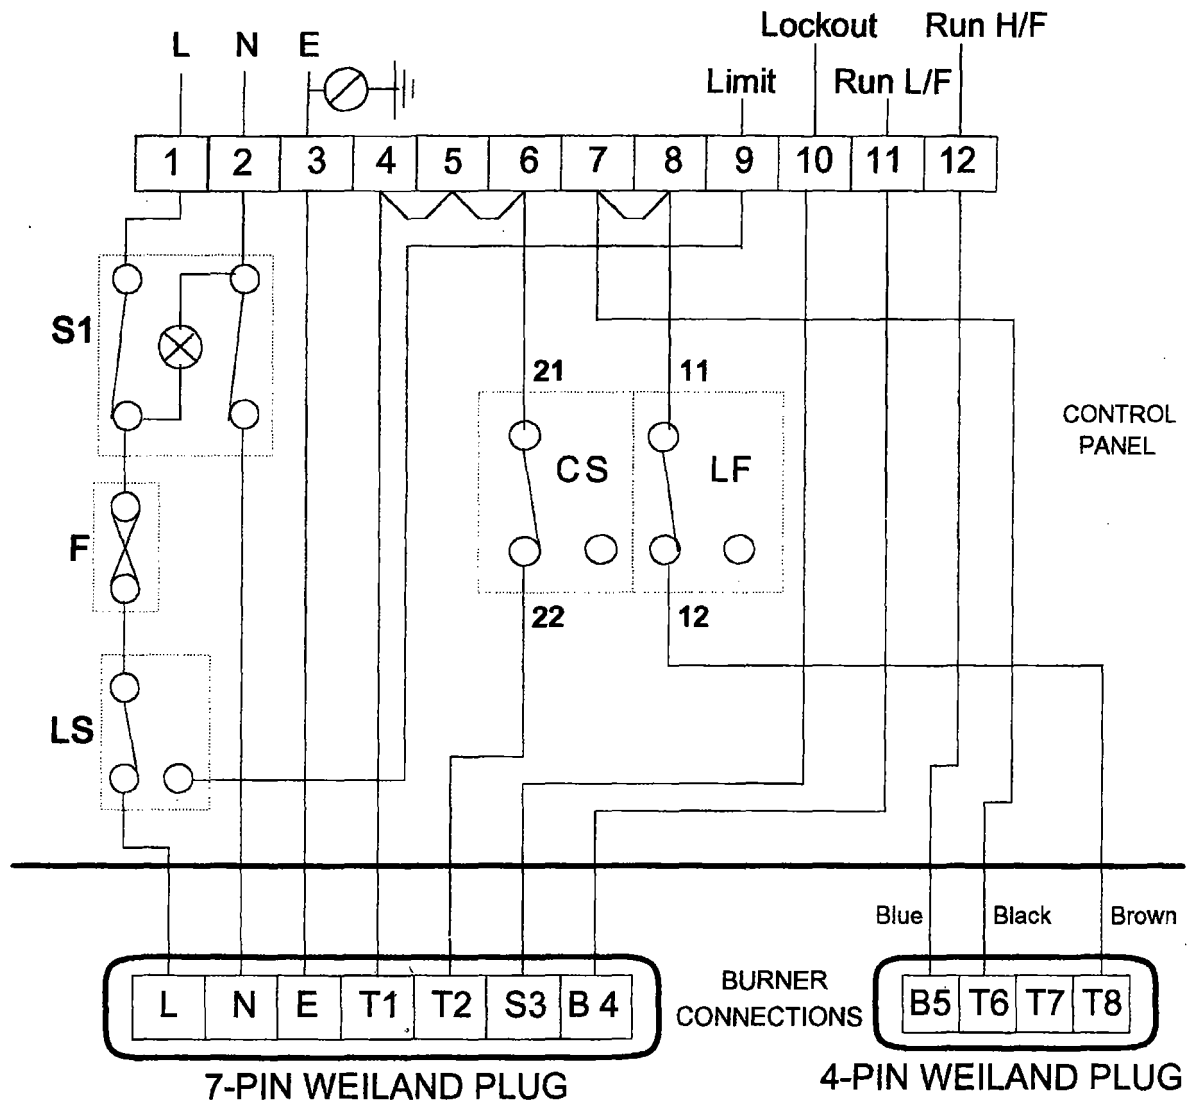 Lockout
Run H/F
L
N
E
Limit
Run L/F
1 2 3 4 5 6 7 8 9 10 11 12
S1
21
11
CONTROL
PANEL
CS
LF
F
22
12
LS
Blue
Black
Brown
L N E T1 T2 S3 B 4
BURNER
CONNECTIONS
B5 T6 T7 T8
7-PIN WEILAND PLUG
4-PIN WEILAND PLUG